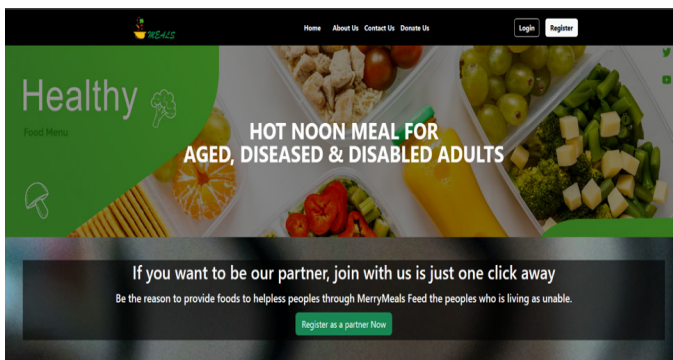 MEALS
Home About Us Contact Us Donate Us
Login Register
Healthy
Food Menu
HOT NOON MEAL FOR
AGED, DISEASED & DISABLED ADULTS
If you want to be our partner, join with us is just one click away
Be the reason to provide foods to helpless peoples through MerryMeals Feed the peoples who is living as unable.
Register as a partner Now